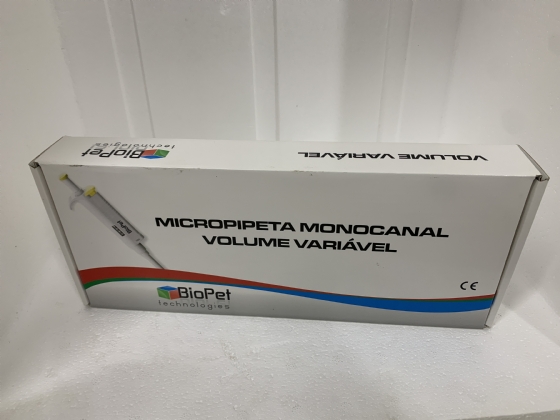 BioPet
technologies
VOLUME VARIÁVEL
MICROPIPETA MONOCANAL
VOLUME VARIÁVEL
BioPet
technologies
CE